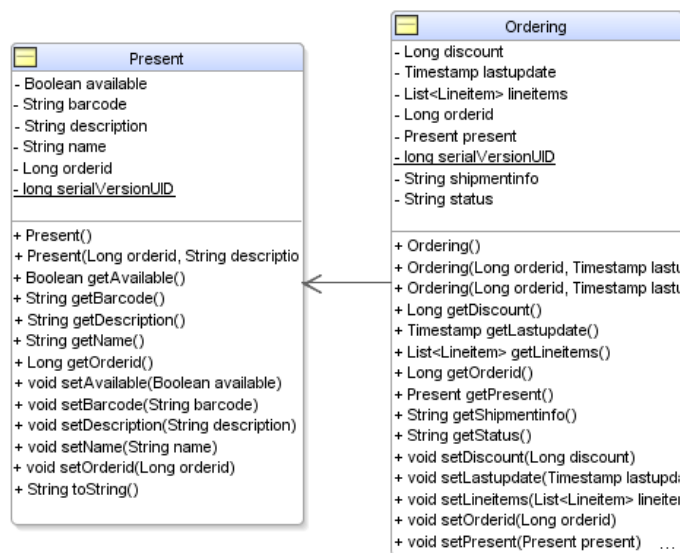 Present
- Boolean available
- String barcode
- String description
- String name
- Long orderid
- long serialVersionUID
+ Present()
+ Present(Long orderid, String descriptio
+ Boolean getAvailable()
+ String getBarcode()
+ String getDescription()
+ String getName()
+ Long getOrderid()
+ void setAvailable(Boolean available)
+ void setBarcode(String barcode)
+ void setDescription(String description)
+ void setName(String name)
+ void setOrderid(Long orderid)
+ String toString()
Ordering
- Long discount
- Timestamp lastupdate
- List<Lineitem> lineitems
- Long orderid
- Present present
- long serialVersionUID
- String shipmentinfo
- String status
+ Ordering()
+ Ordering(Long orderid, Timestamp lastu
+ Ordering(Long orderid, Timestamp lastu
+ Long getDiscount()
+ Timestamp getLastupdate()
+ List<Lineitem> getLineitems()
+ Long getOrderid()
+ Present getPresent()
+ String getShipmentinfo()
+ String getStatus()
+ void setDiscount(Long discount)
+ void setLastupdate(Timestamp lastupda
+ void setLineitems(List<Lineitem> lineitem
+ void setOrderid(Long orderid)
+ void setPresent(Present present) ...